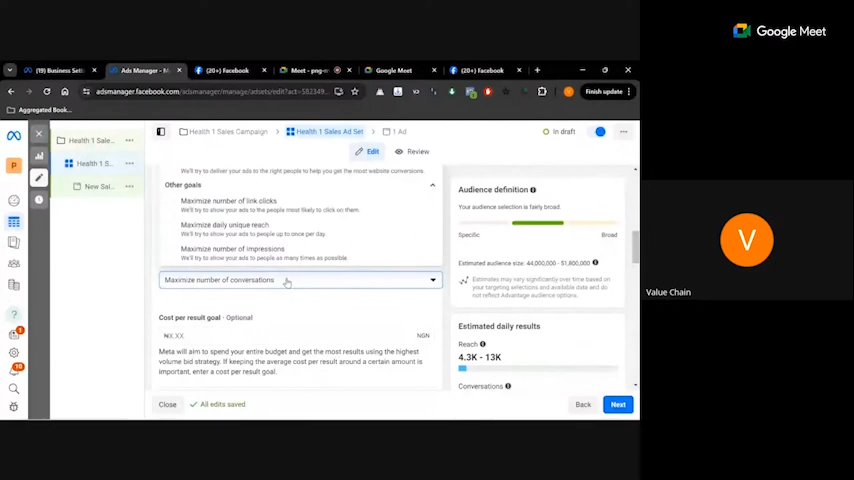 Google Meet
(19) Business Setti
Ads Manager - M
(20+) Facebook
Meet - png-m
Google Meet
(20+) Facebook
adsmanager.facebook.com/adsmanager/manage/adsets/edit?act=582349
Finish update
Aggregated Book...
Health 1 Sale...
Health 1 S...
New Sal...
Health 1 Sales Campaign
Health 1 Sales Ad Set
1 Ad
In draft
Edit
Review
We'll try to deliver your ads to the right people to help you get the most website conversions.
Other goals
Maximize number of link clicks
We'll try to show your ads to the people most likely to click on them.
Maximize daily unique reach
We'll try to show your ads to people up to once per day.
Maximize number of impressions
We'll try to show your ads to people as many times as possible.
Maximize number of conversations
Cost per result goal · Optional
₦X.XX
NGN
Meta will aim to spend your entire budget and get the most results using the highest
volume bid strategy. If keeping the average cost per result around a certain amount is
important, enter a cost per result goal.
Audience definition
Your audience selection is fairly broad.
Specific
Broad
Estimated audience size: 44,000,000 - 51,800,000
Estimates may vary significantly over time based on
your targeting selections and available data and do
not reflect Advantage audience options.
Estimated daily results
Reach
4.3K - 13K
Conversations
Close
All edits saved
Back
Next
P
1
10
V
Value Chain